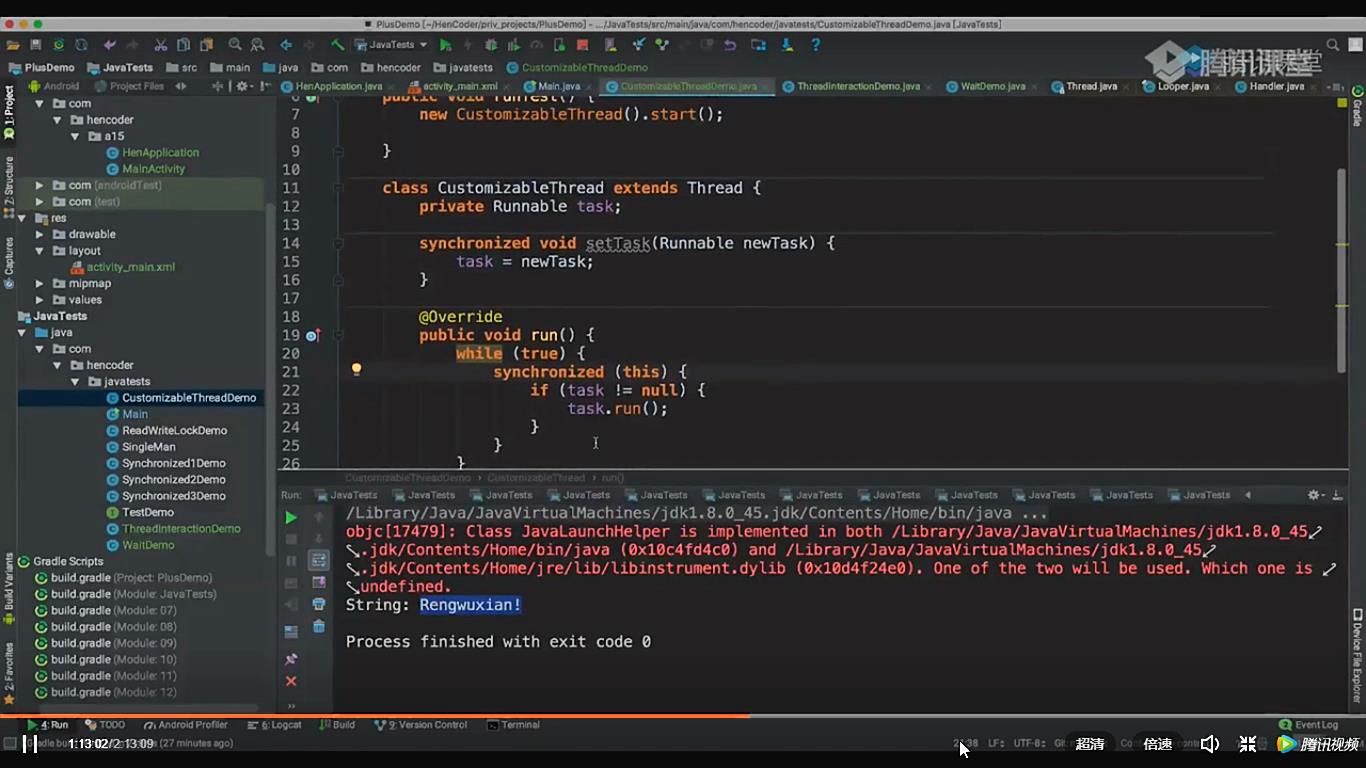 PlusDemo [~/HenCoder/priv_projects/PlusDemo] - .../JavaTests/src/main/java/com/hencoder/javatests/CustomizableThreadDemo.java [JavaTests]
JavaTests
腾讯课堂
PlusDemo JavaTests src main java com hencoder javatests CustomizableThreadDemo
Android Project Files
HenApplication.java activity_main.xml Main.java CustomizableThreadDemo.java ThreadInteractionDemo.java WaitDemo.java Thread.java Looper.java Handler.java
1: Project
Z: Structure
Captures
Build Variants
2: Favorites
Gradle
Device File Explorer
com
hencoder
a15
HenApplication
MainActivity
com (androidTest)
com (test)
res
drawable
layout
activity_main.xml
mipmap
values
JavaTests
java
com
hencoder
javatests
CustomizableThreadDemo
Main
ReadWriteLockDemo
SingleMan
Synchronized1Demo
Synchronized2Demo
Synchronized3Demo
TestDemo
ThreadInteractionDemo
WaitDemo
Gradle Scripts
build.gradle (Project: PlusDemo)
build.gradle (Module: JavaTests)
build.gradle (Module: 07)
build.gradle (Module: 08)
build.gradle (Module: 09)
build.gradle (Module: 10)
build.gradle (Module: 11)
build.gradle (Module: 12)
6 public void runTest() {
7 new CustomizableThread().start();
8
9 }
10
11 class CustomizableThread extends Thread {
12 private Runnable task;
13
14 synchronized void setTask(Runnable newTask) {
15 task = newTask;
16 }
17
18 @Override
19 public void run() {
20 while (true) {
21 synchronized (this) {
22 if (task != null) {
23 task.run();
24 }
25 }
26 }
CustomizableThreadDemo CustomizableThread run()
Run: JavaTests JavaTests JavaTests JavaTests JavaTests JavaTests JavaTests JavaTests JavaTests JavaTests JavaTests JavaTests
/Library/Java/JavaVirtualMachines/jdk1.8.0_45.jdk/Contents/Home/bin/java ...
objc[17479]: Class JavaLaunchHelper is implemented in both /Library/Java/JavaVirtualMachines/jdk1.8.0_45
.jdk/Contents/Home/bin/java (0x10c4fd4c0) and /Library/Java/JavaVirtualMachines/jdk1.8.0_45
.jdk/Contents/Home/jre/lib/libinstrument.dylib (0x10d4f24e0). One of the two will be used. Which one is
undefined.
String: Rengwuxian!
Process finished with exit code 0
4: Run TODO Android Profiler 6: Logcat Build 9: Version Control Terminal Event Log
1:13:02/2:13:09 (27 minutes ago) LF UTF-8 超清 倍速 腾讯视频